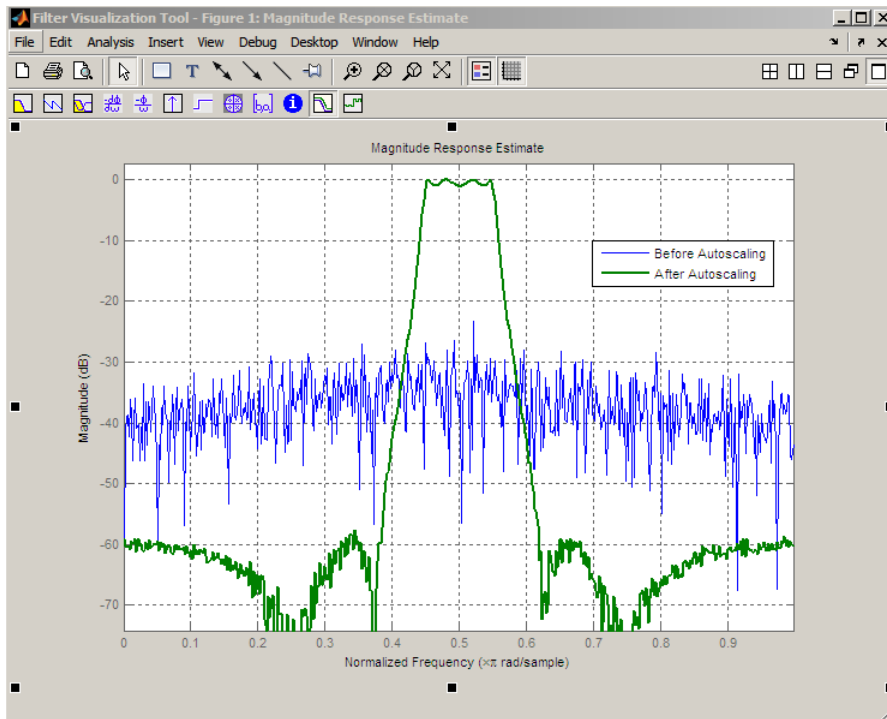 Filter Visualization Tool - Figure 1: Magnitude Response Estimate
File Edit Analysis Insert View Debug Desktop Window Help
Magnitude Response Estimate
0
-10
-20
-30
-40
-50
-60
-70
Magnitude (dB)
Before Autoscaling
After Autoscaling
0 0.1 0.2 0.3 0.4 0.5 0.6 0.7 0.8 0.9
Normalized Frequency (×π rad/sample)